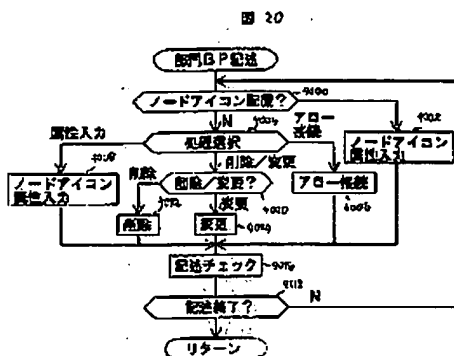 図 20
部門BP記述
ノードアイコン配置?
N
処理選択
属性入力
アロー
接続
ノードアイコン
属性入力
削除/変更
ノードアイコン
属性入力
削除
削除/変更?
アロー接続
変更
削除
変更
記述チェック
記述終了?
N
リターン